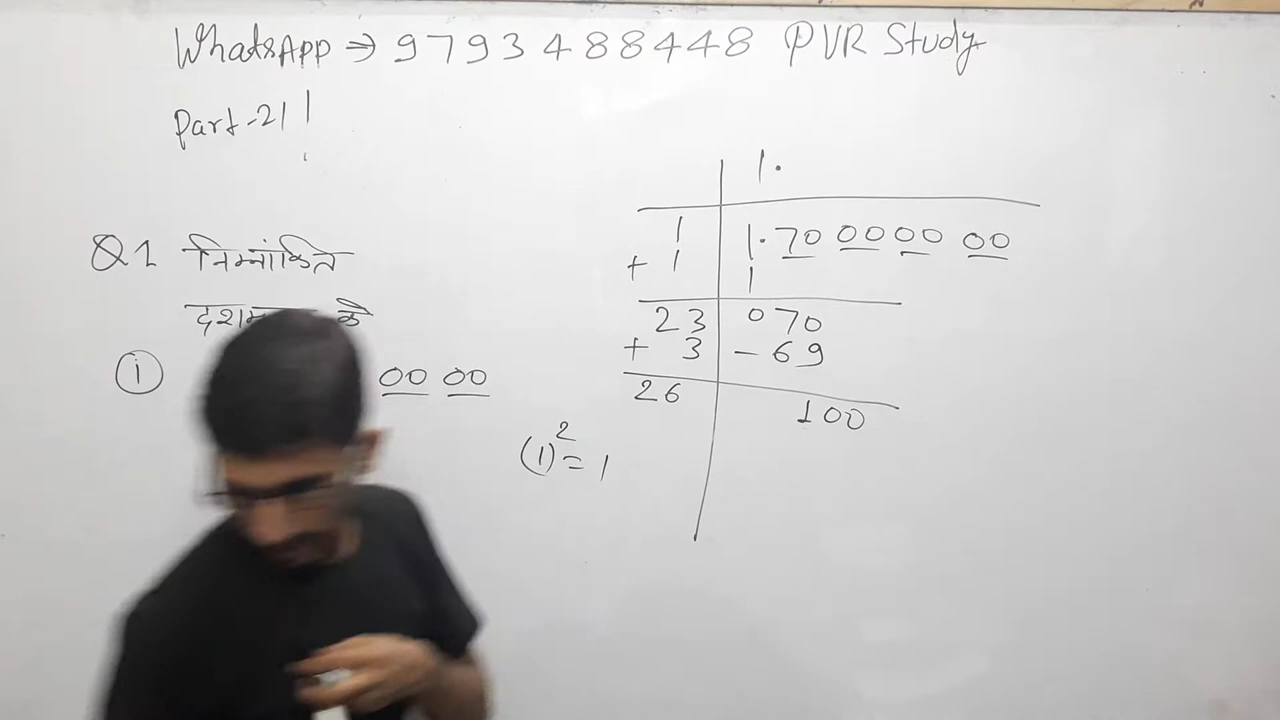 WhatsApp ⇒ 9793488448 PVR Study
Part-21
Q1 निम्नांकित
के
(i) 00 00
(1)² = 1
1.
1 1.70 00 00 00
+ 1 1
23 070
+ 3 - 69
26 100